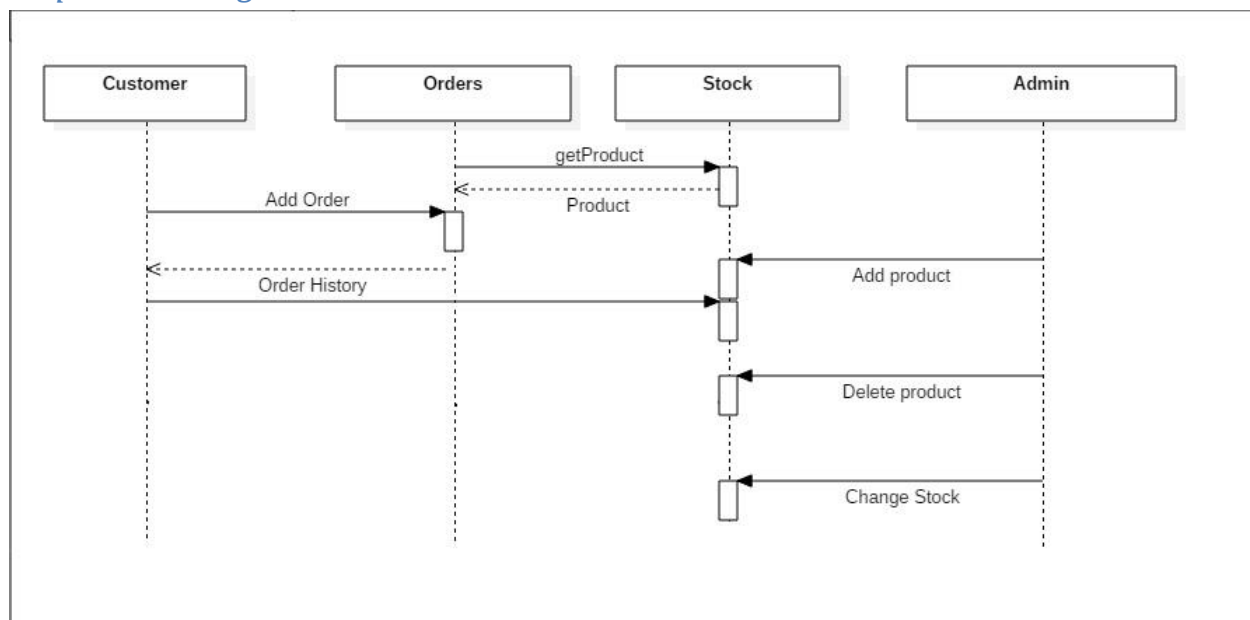 Customer
Orders
Stock
Admin
getProduct
Product
Add Order
Add product
Order History
Delete product
Change Stock